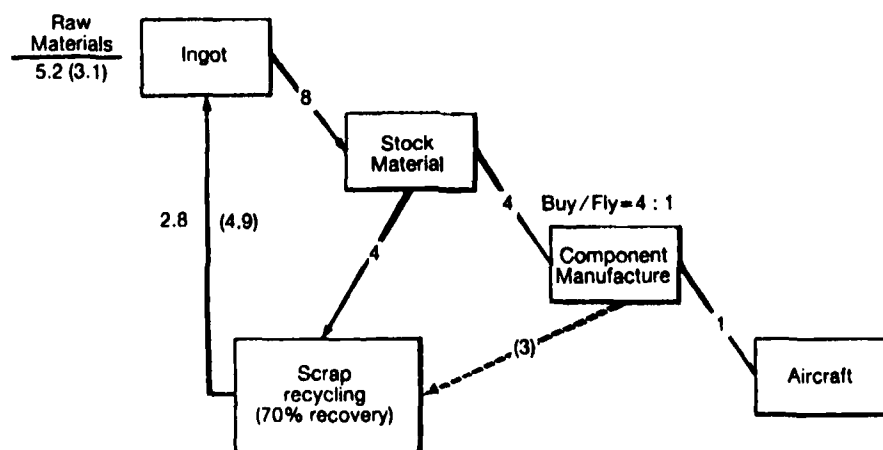 Raw
Materials
5.2 (3.1)
Ingot
8
Stock
Material
2.8 (4.9)
4
4
Buy/Fly=4 : 1
Component
Manufacture
(3)
1
Scrap
recycling
(70% recovery)
Aircraft